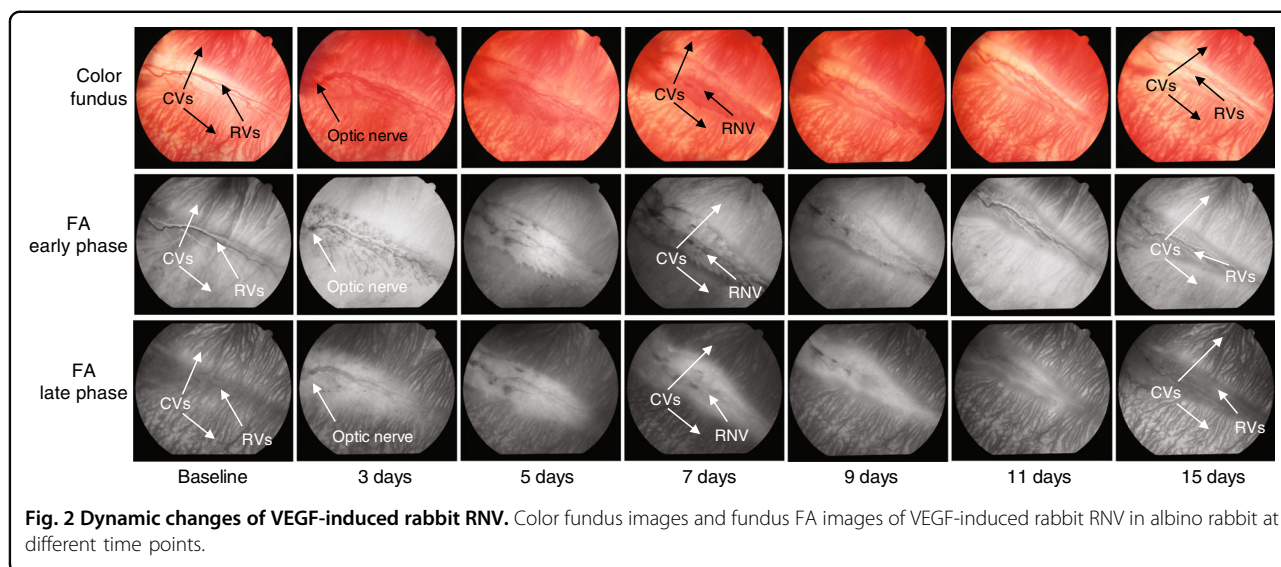 Color
fundus
CVs
RVs
Optic nerve
CVs
RNV
CVs
RVs
FA
early phase
CVs
RVs
Optic nerve
CVs
RNV
CVs
RVs
FA
late phase
CVs
RVs
Optic nerve
CVs
RNV
CVs
RVs
Baseline 3 days 5 days 7 days 9 days 11 days 15 days
Fig. 2 Dynamic changes of VEGF-induced rabbit RNV. Color fundus images and fundus FA images of VEGF-induced rabbit RNV in albino rabbit at
different time points.